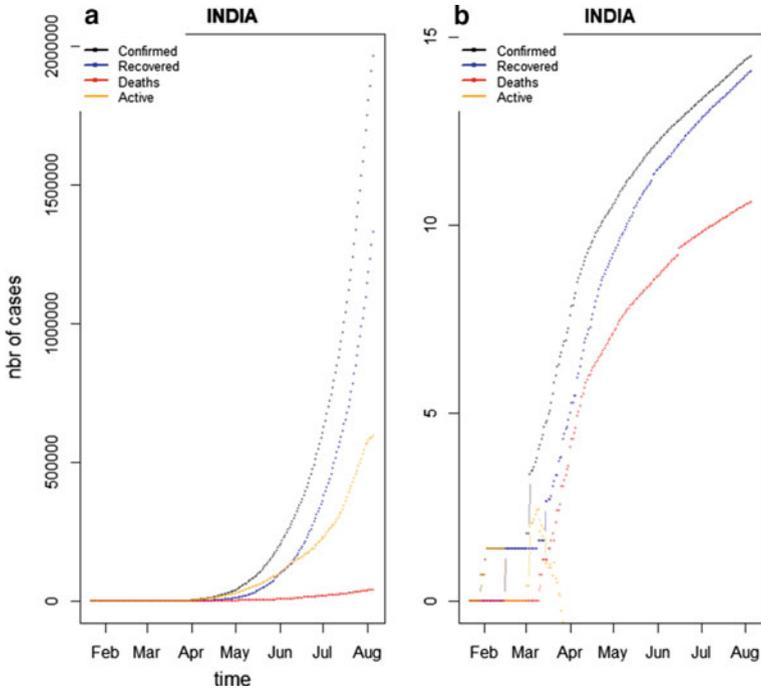 a
INDIA
Confirmed
Recovered
Deaths
Active
nbr of cases
2000000
1500000
1000000
500000
0
Feb Mar Apr May Jun Jul Aug
time
b
INDIA
Confirmed
Recovered
Deaths
Active
15
10
5
0
Feb Mar Apr May Jun Jul Aug